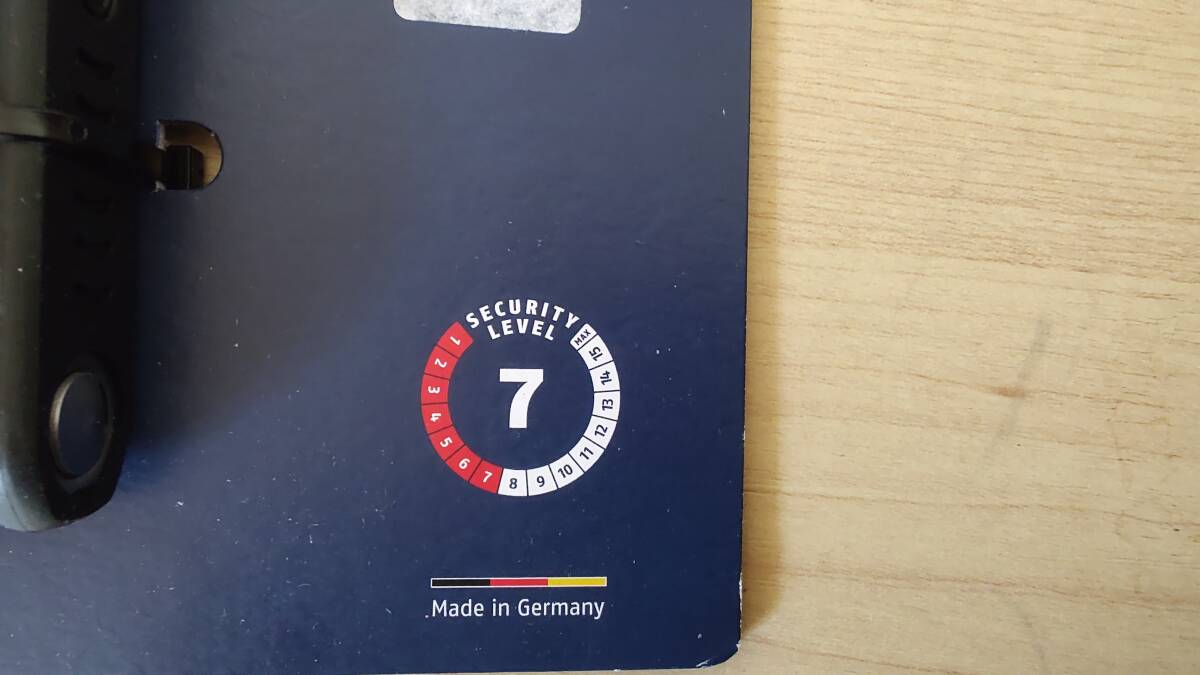 SECURITY
LEVEL
7
1 2 3 4 5 6 7 8 9 10 11 12 13 14 15 MAX
Made in Germany